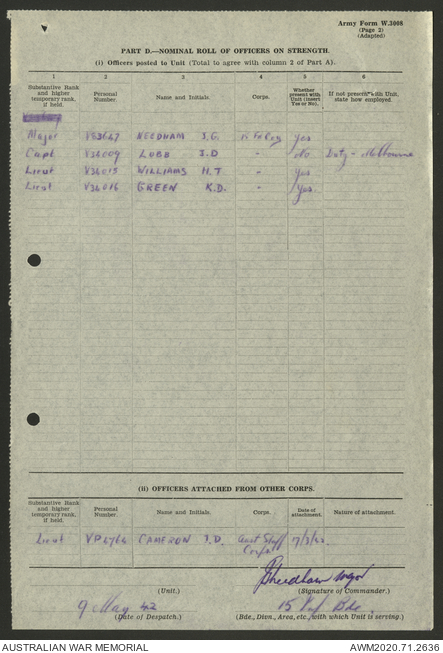 Army Form W.3008
(Page 2)
(Adapted)
PART D.—NOMINAL ROLL OF OFFICERS ON STRENGTH.
(i) Officers posted to Unit (Total to agree with column 2 of Part A).
1 2 3 4 5 6
Substantive Rank and higher temporary rank, if held. Personal Number. Name and Initials. Corps. Whether present with Unit (insert Yes or No). If not present with Unit, state how employed.
Major NEEDHAM J.G. Yes
Capt V36009 LOBB J.D - No Duty - Melbourne
Lieut V36015 WILLIAMS H.T - Yes
Lieut V36016 GREEN K.D. - Yes.
(ii) OFFICERS ATTACHED FROM OTHER CORPS.
Substantive Rank and higher temporary rank, if held. Personal Number. Name and Initials. Corps. Date of attachment. Nature of attachment.
Lieut CAMERON J.D. Aust Staff Corps
JGNeedham Major
(Unit.) (Signature of Commander.)
9 May 42 15 Inf Bde
(Date of Despatch.) (Bde., Divn., Area, etc., with which Unit is serving.)
AUSTRALIAN WAR MEMORIAL AWM2020.71.2636